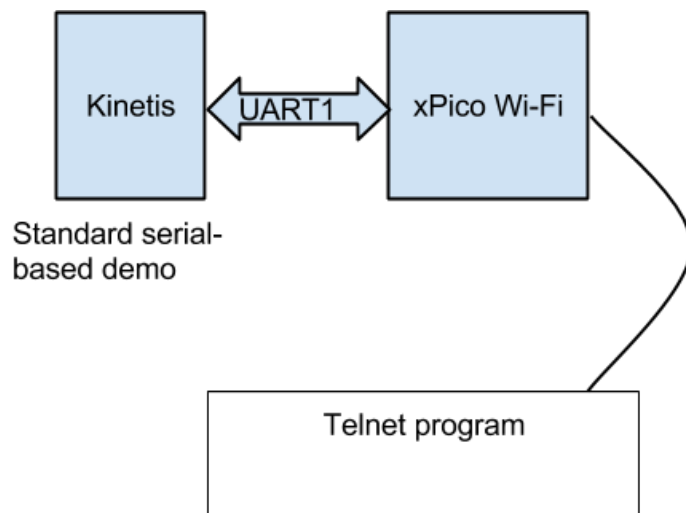 Kinetis
UART1
xPico Wi-Fi
Standard serial-
based demo
Telnet program